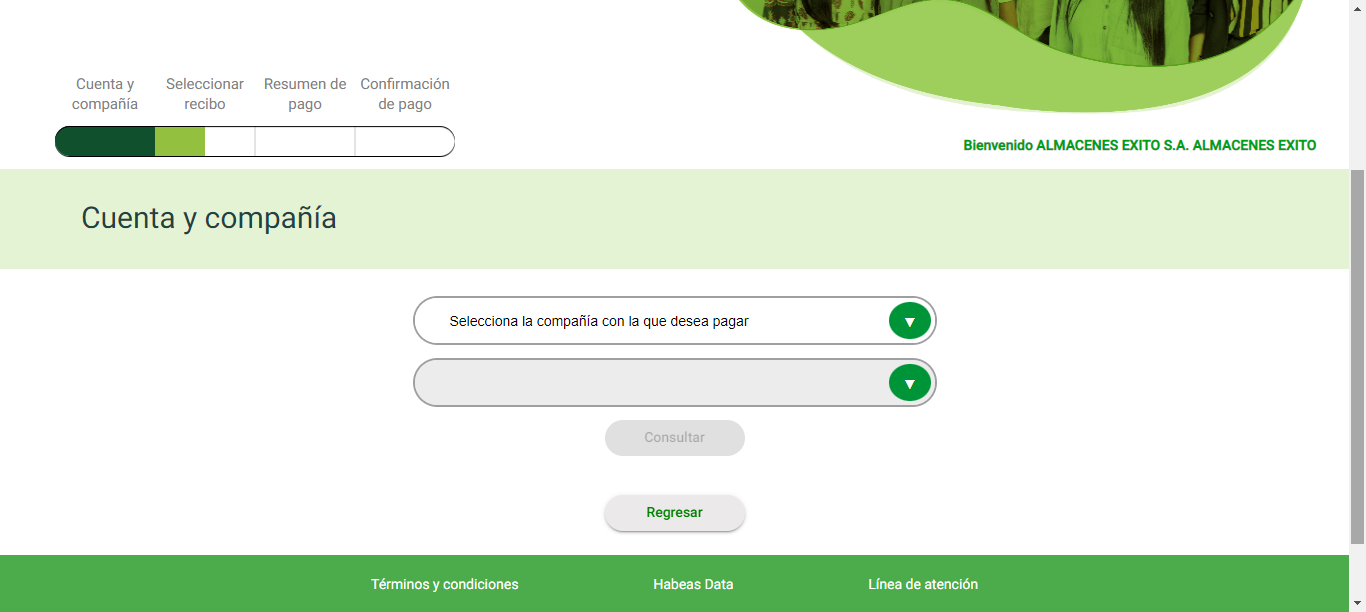 Cuenta y
compañía
Seleccionar
recibo
Resumen de
pago
Confirmación
de pago
Bienvenido ALMACENES EXITO S.A. ALMACENES EXITO
Cuenta y compañía
Selecciona la compañía con la que desea pagar
Consultar
Regresar
Términos y condiciones
Habeas Data
Línea de atención